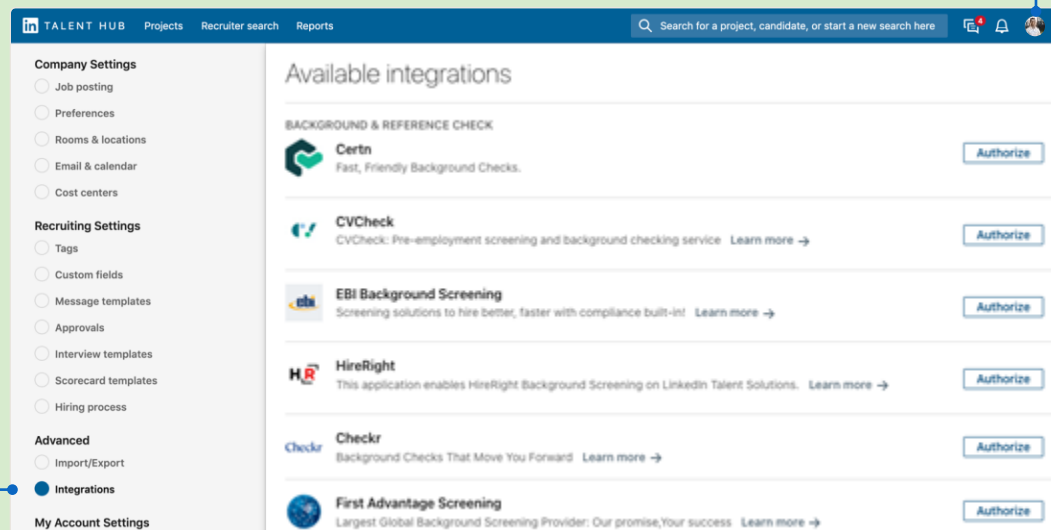 in TALENT HUB Projects Recruiter search Reports Search for a project, candidate, or start a new search here 4
Company Settings
Job posting
Preferences
Rooms & locations
Email & calendar
Cost centers
Recruiting Settings
Tags
Custom fields
Message templates
Approvals
Interview templates
Scorecard templates
Hiring process
Advanced
Import/Export
Integrations
My Account Settings
Available integrations
BACKGROUND & REFERENCE CHECK
Certn
Fast, Friendly Background Checks.
Authorize
CVCheck
CVCheck: Pre-employment screening and background checking service Learn more →
Authorize
ebi
EBI Background Screening
Screening solutions to hire better, faster with compliance built-in! Learn more →
Authorize
HR
HireRight
This application enables HireRight Background Screening on LinkedIn Talent Solutions. Learn more →
Authorize
Checkr
Checkr
Background Checks That Move You Forward Learn more →
Authorize
First Advantage Screening
Largest Global Background Screening Provider: Our promise,Your success Learn more →
Authorize